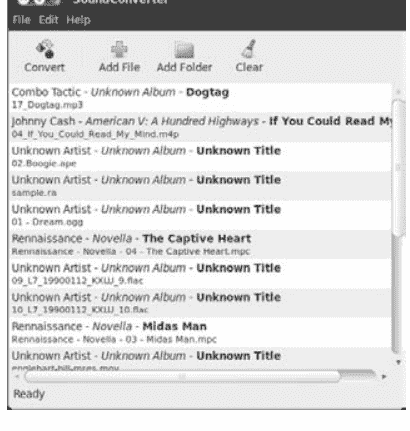 SoundConverter
File Edit Help
Convert Add File Add Folder Clear
Combo Tactic - Unknown Album - Dogtag
17_Dogtag.mp3
Johnny Cash - American V: A Hundred Highways - If You Could Read My
04_If_You_Could_Read_My_Mind.m4p
Unknown Artist - Unknown Album - Unknown Title
02.Boogie.ape
Unknown Artist - Unknown Album - Unknown Title
sample.ra
Unknown Artist - Unknown Album - Unknown Title
01 - Dream.ogg
Rennaissance - Novella - The Captive Heart
Rennaissance - Novella - 04 - The Captive Heart.mpc
Unknown Artist - Unknown Album - Unknown Title
09_L7_19900112_KXLU_9.flac
Unknown Artist - Unknown Album - Unknown Title
10_L7_19900112_KXLU_10.flac
Rennaissance - Novella - Midas Man
Rennaissance - Novella - 03 - Midas Man.mpc
Unknown Artist - Unknown Album - Unknown Title
englehart-bill-mres.mov
Ready